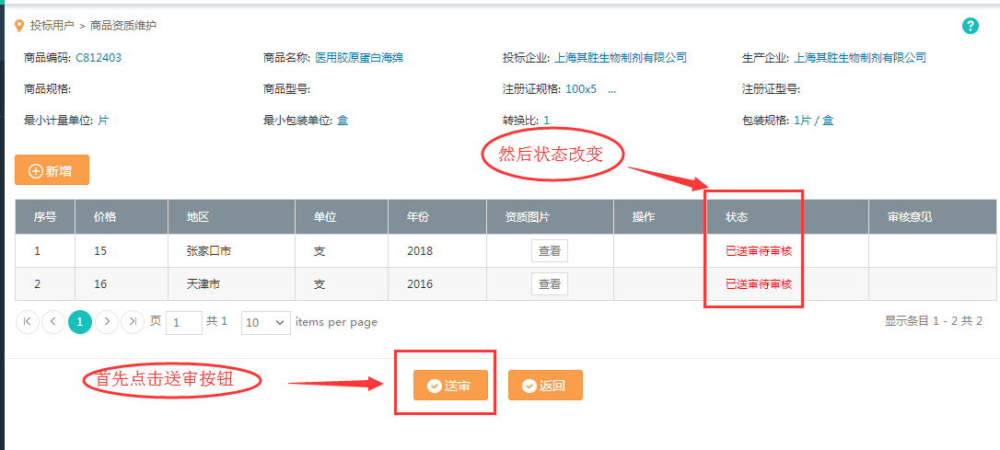 投标用户 > 商品资质维护
?
商品编码: C812403 商品名称: 医用胶原蛋白海绵 投标企业: 上海其胜生物制剂有限公司 生产企业: 上海其胜生物制剂有限公司
商品规格: 商品型号: 注册证规格: 100x5 ... 注册证型号:
最小计量单位: 片 最小包装单位: 盒 转换比: 1 包装规格: 1片 / 盒
然后状态改变
新增
序号 价格 地区 单位 年份 资质图片 操作 状态 审核意见
1 15 张家口市 支 2018 查看 已送审待审核
2 16 天津市 支 2016 查看 已送审待审核
1 页 1 共 1 10 items per page 显示条目 1 - 2 共 2
首先点击送审按钮
送审 返回